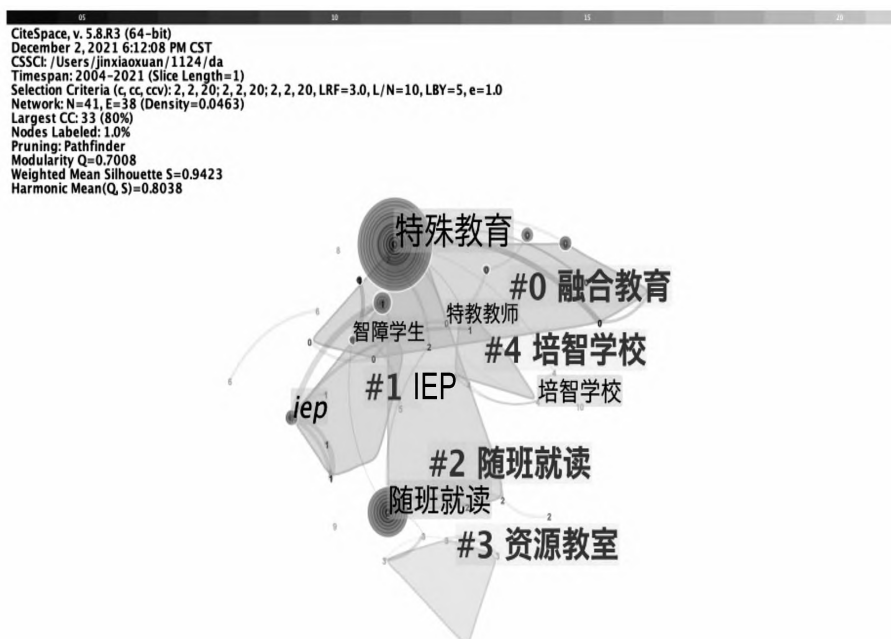 05 10 15 20
CiteSpace, v. 5.8.R3 (64-bit)
December 2, 2021 6:12:08 PM CST
CSSCI: /Users/jinxiaoxuan/1124/da
Timespan: 2004-2021 (Slice Length=1)
Selection Criteria (c, cc, ccv): 2, 2, 20; 2, 2, 20; 2, 2, 20, LRF=3.0, L/N=10, LBY=5, e=1.0
Network: N=41, E=38 (Density=0.0463)
Largest CC: 33 (80%)
Nodes Labeled: 1.0%
Pruning: Pathfinder
Modularity Q=0.7008
Weighted Mean Silhouette S=0.9423
Harmonic Mean(Q, S)=0.8038
特殊教育
#0 融合教育
特教教师
智障学生
#4 培智学校
#1 IEP
培智学校
iep
#2 随班就读
随班就读
#3 资源教室